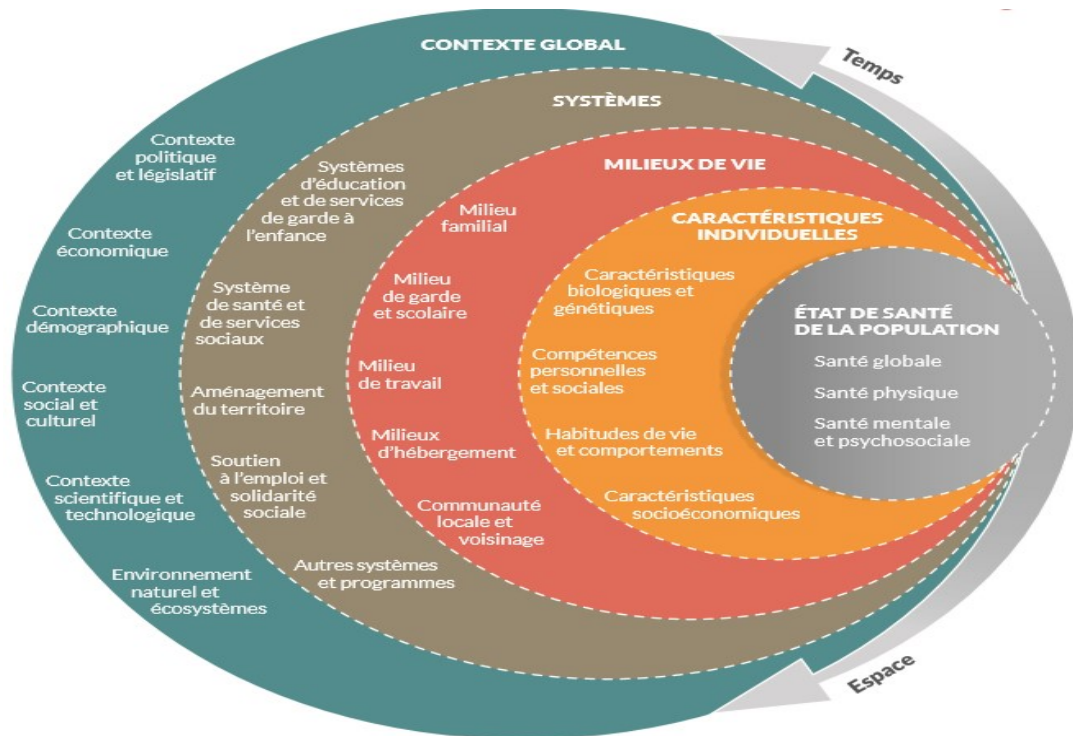 CONTEXTE GLOBAL
Temps
SYSTÈMES
Contexte
politique
et législatif
Contexte
économique
Contexte
démographique
Contexte
social et
culturel
Contexte
scientifique et
technologique
Environnement
naturel et
écosystèmes
Systèmes
d'éducation
et de services
de garde à
l'enfance
Système
de santé et
de services
sociaux
Aménagement
du territoire
Soutien
à l'emploi et
solidarité
sociale
Autres systèmes
et programmes
MILIEUX DE VIE
Milieu
familial
Milieu
de garde
et scolaire
Milieu
de travail
Milieux
d'hébergement
Communauté
locale et
voisinage
CARACTÉRISTIQUES
INDIVIDUELLES
Caractéristiques
biologiques et
génétiques
Compétences
personnelles
et sociales
Habitudes de vie
et comportements
Caractéristiques
socioéconomiques
ÉTAT DE SANTÉ
DE LA POPULATION
Santé globale
Santé physique
Santé mentale
et psychosociale
Espace